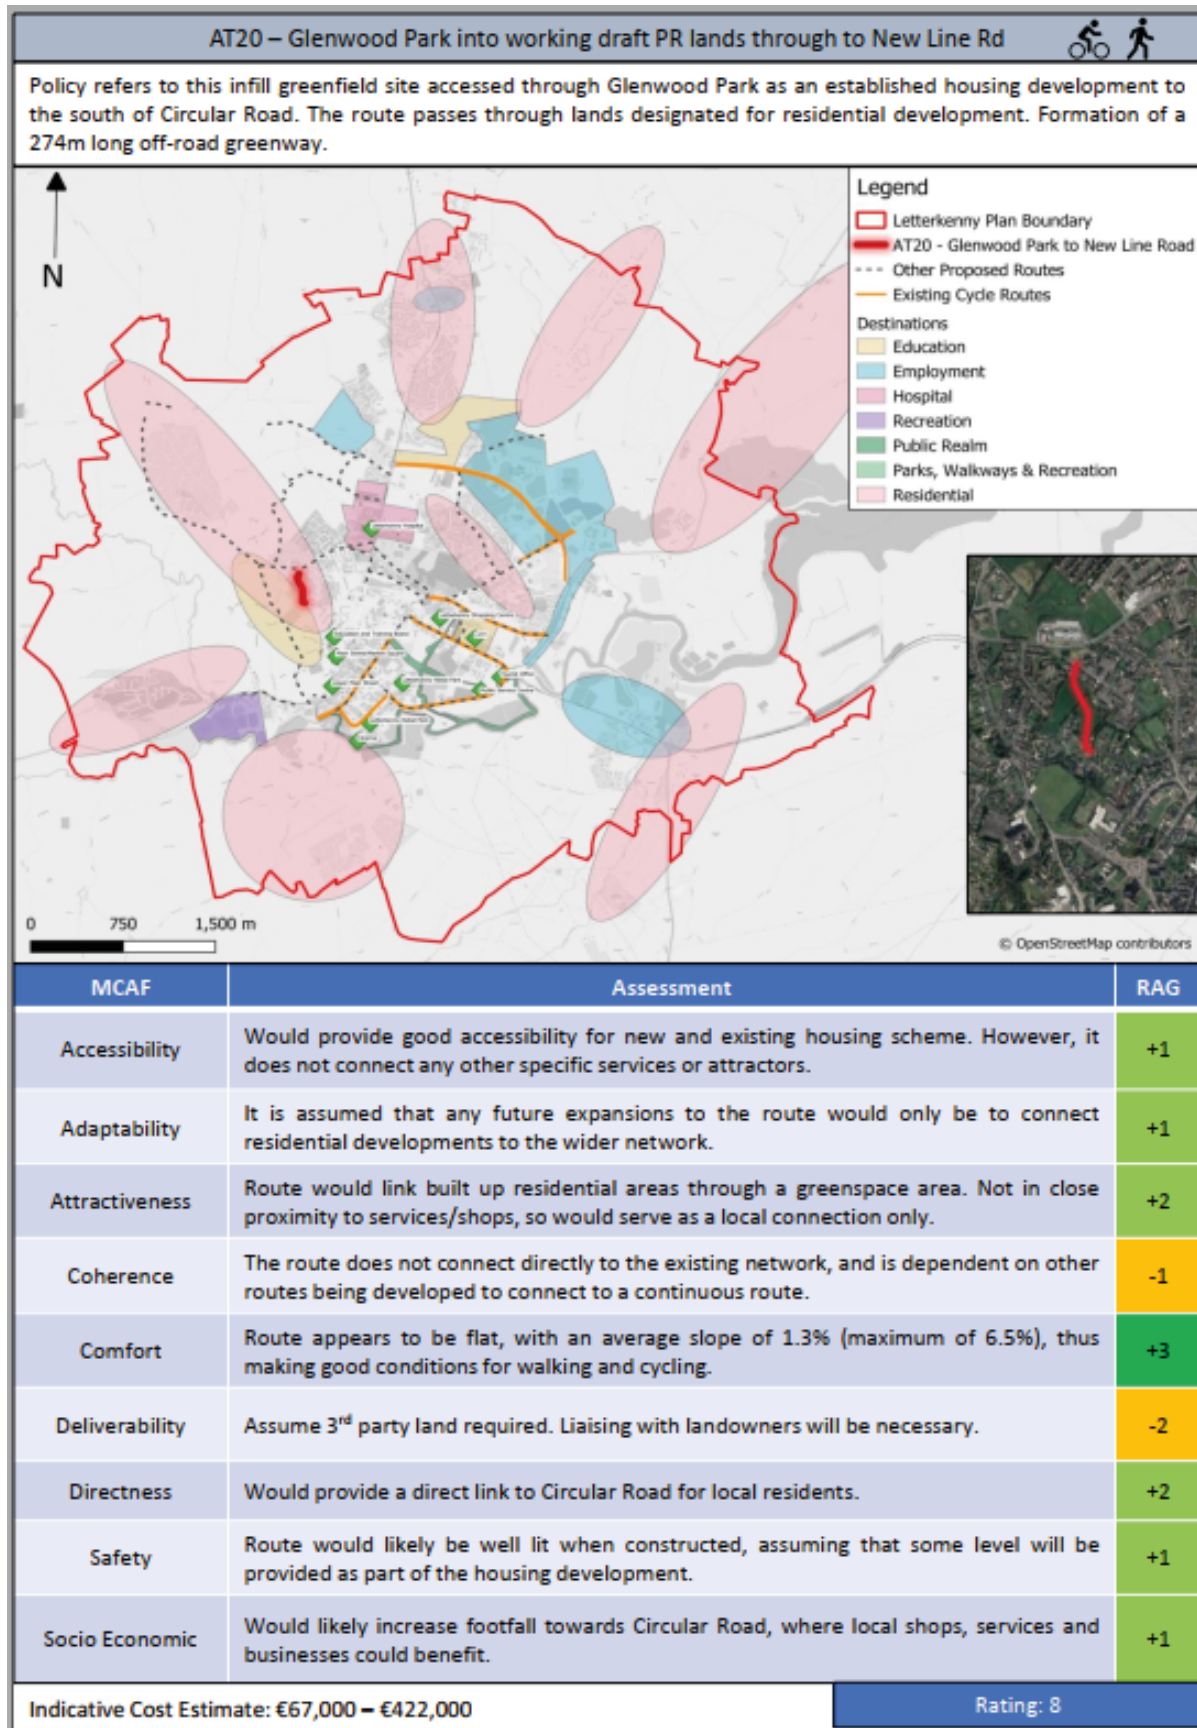 AT20 – Glenwood Park into working draft PR lands through to New Line Rd
Policy refers to this infill greenfield site accessed through Glenwood Park as an established housing development to
the south of Circular Road. The route passes through lands designated for residential development. Formation of a
274m long off-road greenway.
N
Legend
Letterkenny Plan Boundary
AT20 - Glenwood Park to New Line Road
Other Proposed Routes
Existing Cycle Routes
Destinations
Education
Employment
Hospital
Recreation
Public Realm
Parks, Walkways & Recreation
Residential
Letterkenny Hospital
Letterkenny Shopping Centre
Education and Training Board
0 750 1,500 m
© OpenStreetMap contributors
MCAF Assessment RAG
Accessibility
Would provide good accessibility for new and existing housing scheme. However, it
does not connect any other specific services or attractors.
+1
Adaptability
It is assumed that any future expansions to the route would only be to connect
residential developments to the wider network.
+1
Attractiveness
Route would link built up residential areas through a greenspace area. Not in close
proximity to services/shops, so would serve as a local connection only.
+2
Coherence
The route does not connect directly to the existing network, and is dependent on other
routes being developed to connect to a continuous route.
-1
Comfort
Route appears to be flat, with an average slope of 1.3% (maximum of 6.5%), thus
making good conditions for walking and cycling.
+3
Deliverability
Assume 3rd party land required. Liaising with landowners will be necessary.
-2
Directness
Would provide a direct link to Circular Road for local residents.
+2
Safety
Route would likely be well lit when constructed, assuming that some level will be
provided as part of the housing development.
+1
Socio Economic
Would likely increase footfall towards Circular Road, where local shops, services and
businesses could benefit.
+1
Indicative Cost Estimate: €67,000 – €422,000
Rating: 8